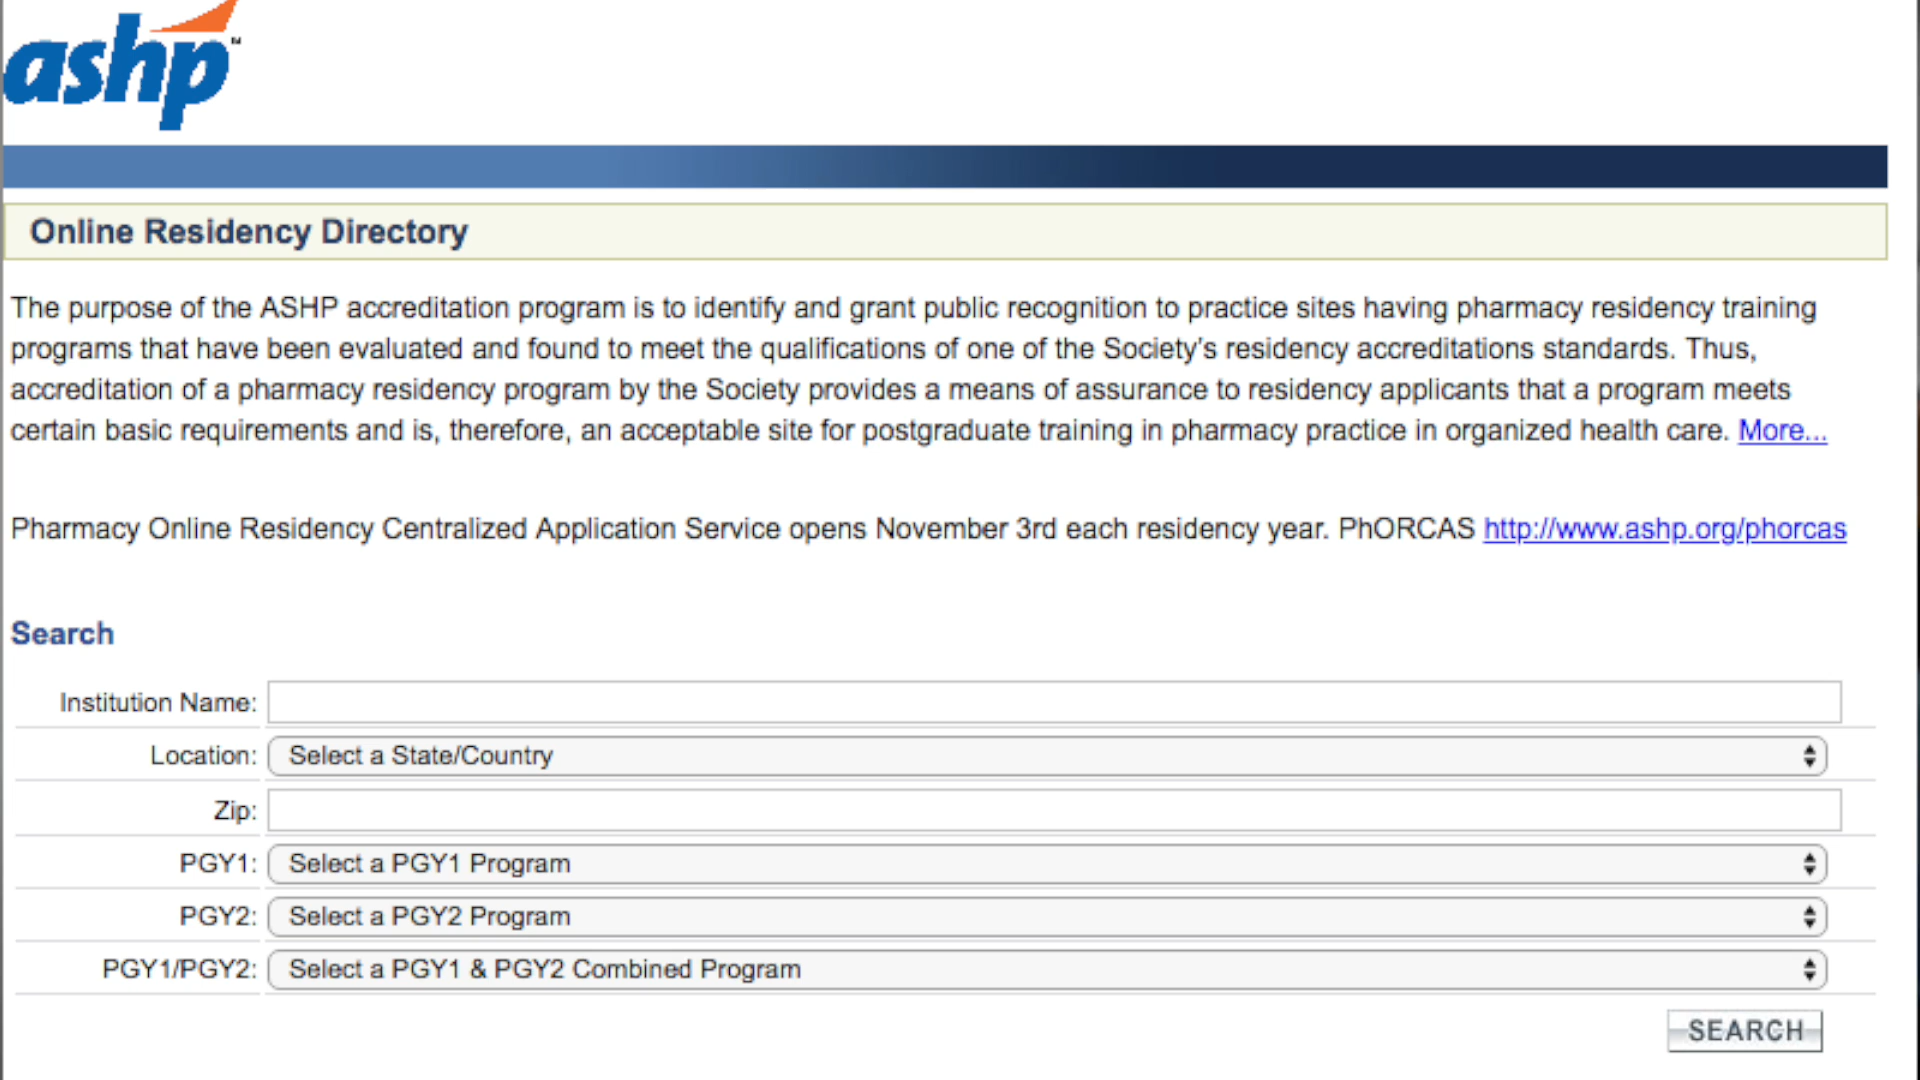 ashp™
Online Residency Directory
The purpose of the ASHP accreditation program is to identify and grant public recognition to practice sites having pharmacy residency training
programs that have been evaluated and found to meet the qualifications of one of the Society's residency accreditations standards. Thus,
accreditation of a pharmacy residency program by the Society provides a means of assurance to residency applicants that a program meets
certain basic requirements and is, therefore, an acceptable site for postgraduate training in pharmacy practice in organized health care. More...
Pharmacy Online Residency Centralized Application Service opens November 3rd each residency year. PhORCAS http://www.ashp.org/phorcas
Search
Institution Name:
Location: Select a State/Country
Zip:
PGY1: Select a PGY1 Program
PGY2: Select a PGY2 Program
PGY1/PGY2: Select a PGY1 & PGY2 Combined Program
SEARCH